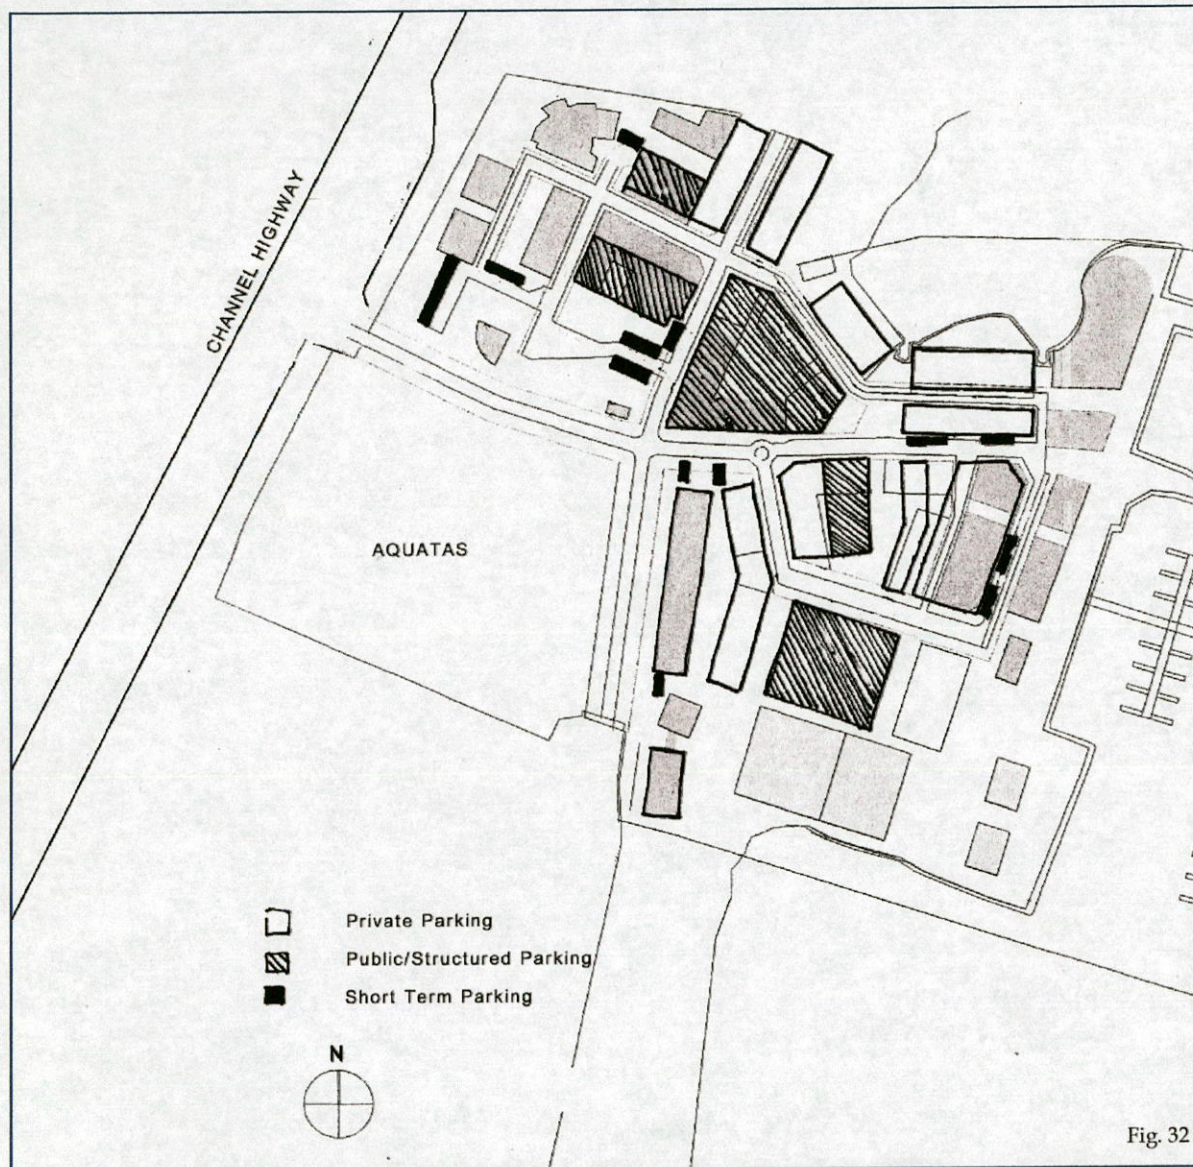 CHANNEL HIGHWAY
AQUATAS
Private Parking
Public/Structured Parking
Short Term Parking
N
Fig. 32